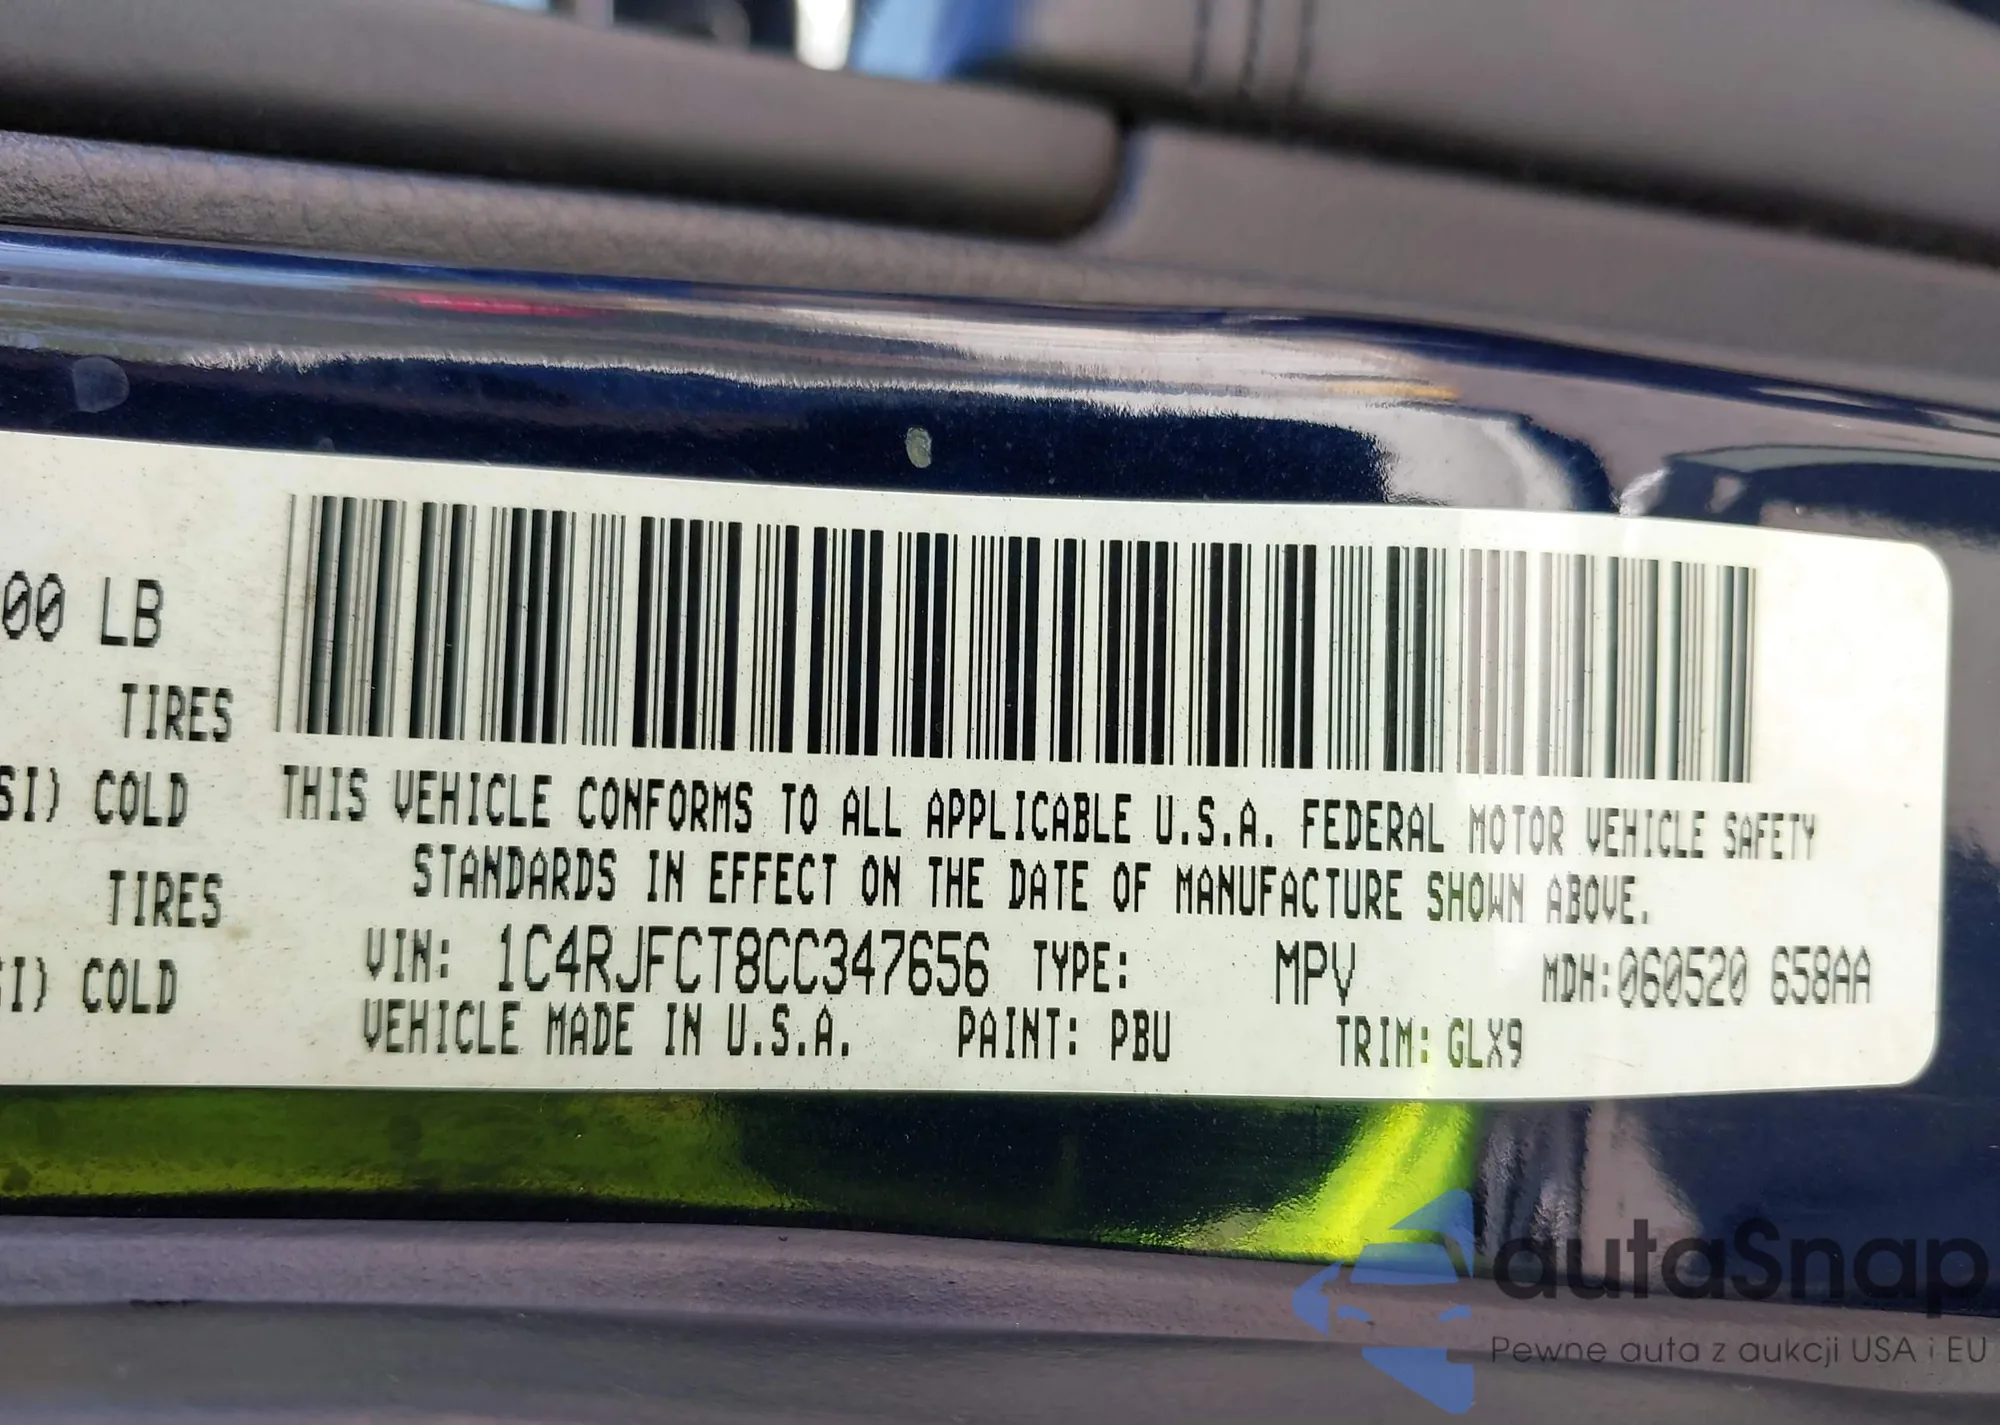 00 LB
TIRES
SI) COLD
THIS VEHICLE CONFORMS TO ALL APPLICABLE U.S.A. FEDERAL MOTOR VEHICLE SAFETY
TIRES
STANDARDS IN EFFECT ON THE DATE OF MANUFACTURE SHOWN ABOVE.
SI) COLD
VIN: 1C4RJFCT8CC347656 TYPE: MPV MDH:060520 658AA
VEHICLE MADE IN U.S.A. PAINT: PBU TRIM: GLX9
autaSnap
Pewne auta z aukcji USA i EU